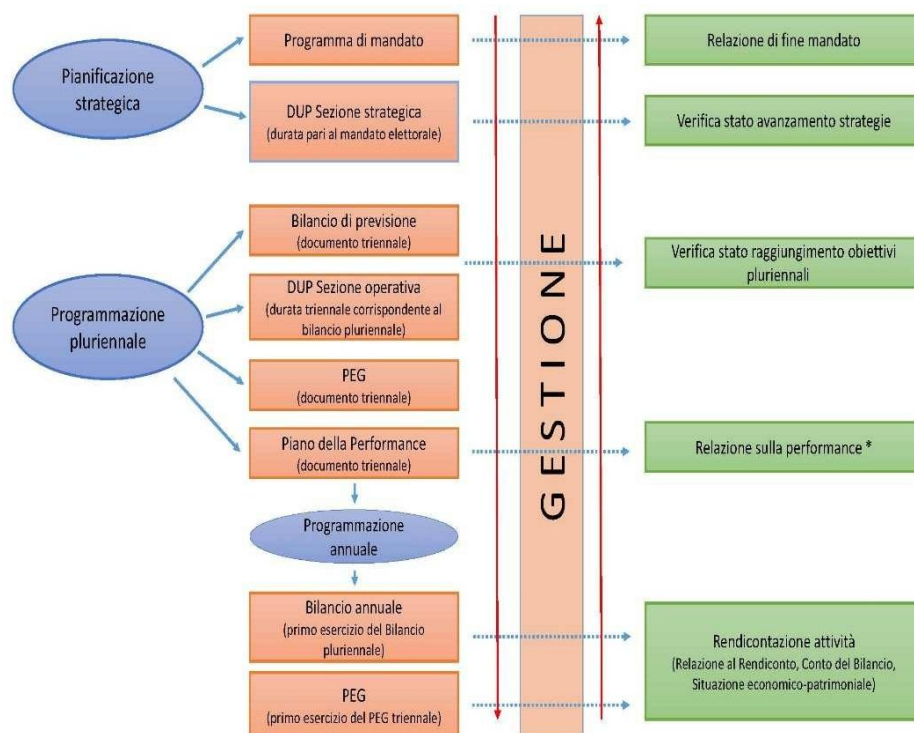 Pianificazione
strategica
Programma di mandato
Relazione di fine mandato
DUP Sezione strategica
(durata pari al mandato elettorale)
Verifica stato avanzamento strategie
Programmazione
pluriennale
Bilancio di previsione
(documento triennale)
DUP Sezione operativa
(durata triennale corrispondente al
bilancio pluriennale)
Verifica stato raggiungimento obiettivi
pluriennali
PEG
(documento triennale)
Piano della Performance
(documento triennale)
Relazione sulla performance *
GESTIONE
Programmazione
annuale
Bilancio annuale
(primo esercizio del Bilancio
pluriennale)
PEG
(primo esercizio del PEG triennale)
Rendicontazione attività
(Relazione al Rendiconto, Conto del Bilancio,
Situazione economico-patrimoniale)